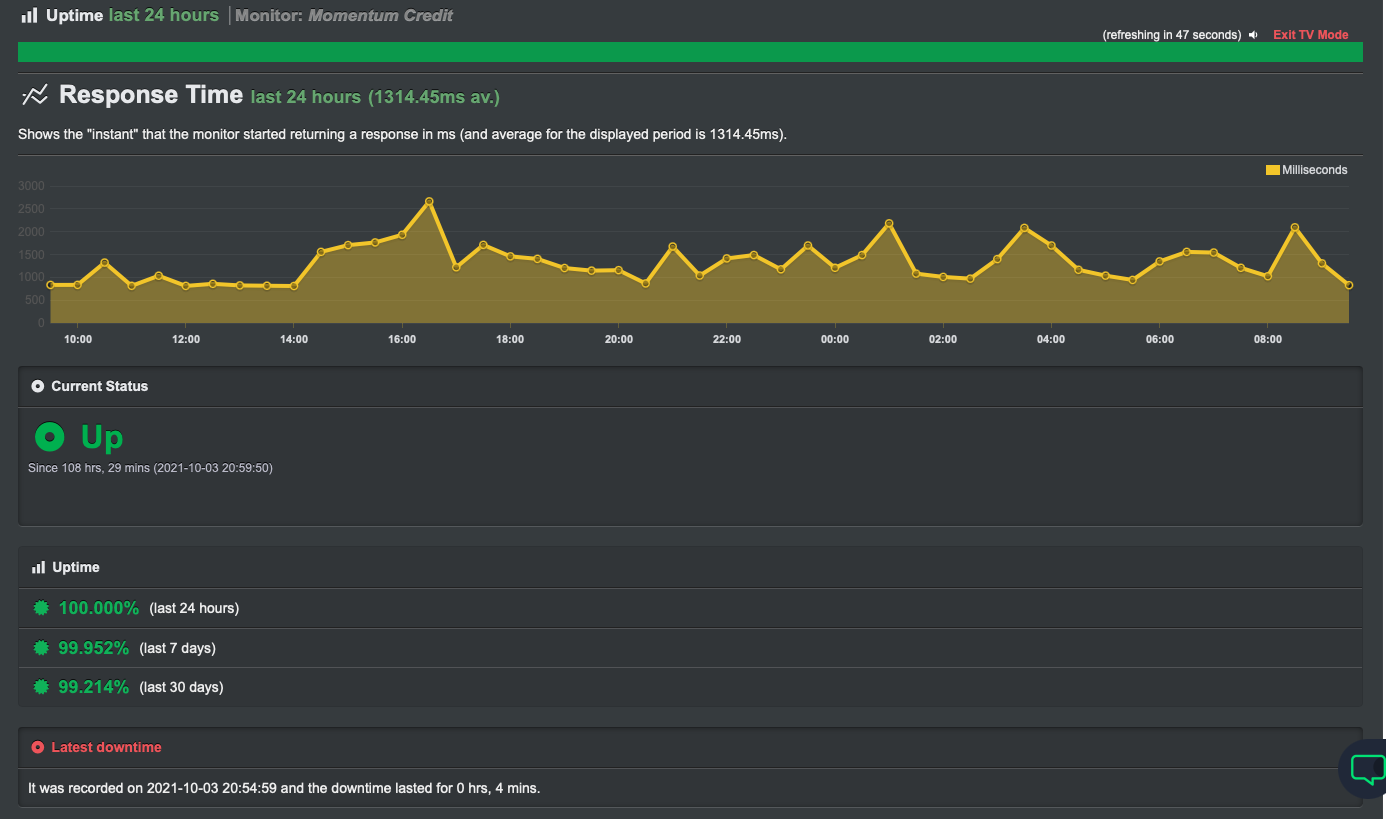 Uptime last 24 hours | Monitor: Momentum Credit
(refreshing in 47 seconds) Exit TV Mode
Response Time last 24 hours (1314.45ms av.)
Shows the "instant" that the monitor started returning a response in ms (and average for the displayed period is 1314.45ms).
Milliseconds
3000
2500
2000
1500
1000
500
0
10:00 12:00 14:00 16:00 18:00 20:00 22:00 00:00 02:00 04:00 06:00 08:00
Current Status
Up
Since 108 hrs, 29 mins (2021-10-03 20:59:50)
Uptime
100.000% (last 24 hours)
99.952% (last 7 days)
99.214% (last 30 days)
Latest downtime
It was recorded on 2021-10-03 20:54:59 and the downtime lasted for 0 hrs, 4 mins.